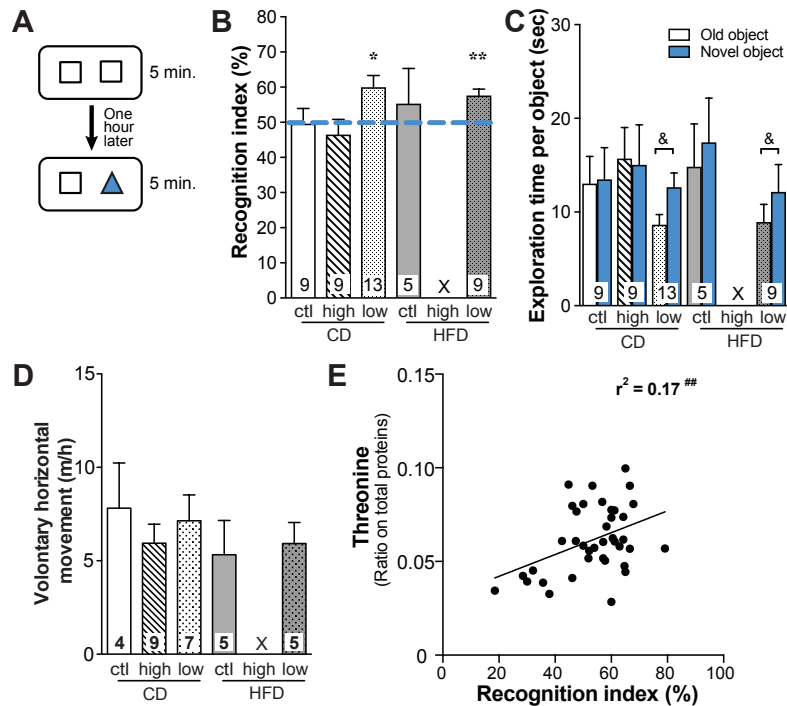 A
5 min.
One
hour
later
5 min.
B
Recognition index (%)
80
70
60
50
40
30
20
10
0
*
**
9
9
13
5
X
9
ctl
high
low
ctl
high
low
CD
HFD
C
Exploration time per object (sec)
30
20
10
0
Old object
Novel object
&
&
9
9
13
5
X
9
ctl
high
low
ctl
high
low
CD
HFD
D
Volontary horizontal
movement (m/h)
15
10
5
0
4
9
7
5
X
5
ctl
high
low
ctl
high
low
CD
HFD
E
Threonine
(Ratio on total proteins)
0.15
0.10
0.05
0.00
r² = 0.17 ##
0
20
40
60
80
100
Recognition index (%)